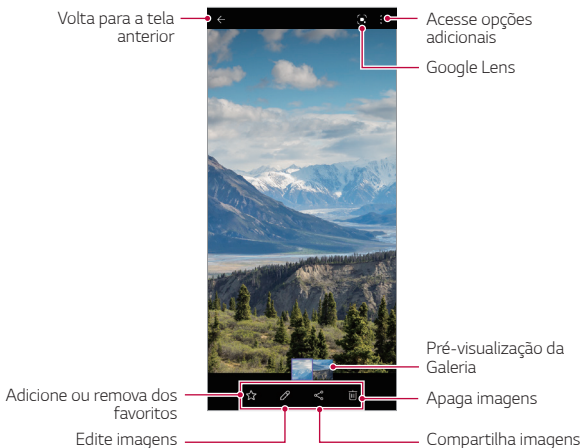 Volta para a tela
anterior
Acesse opções
adicionais
Google Lens
Pré-visualização da
Galeria
Adicione ou remova dos
favoritos
Apaga imagens
Edite imagens
Compartilha imagens